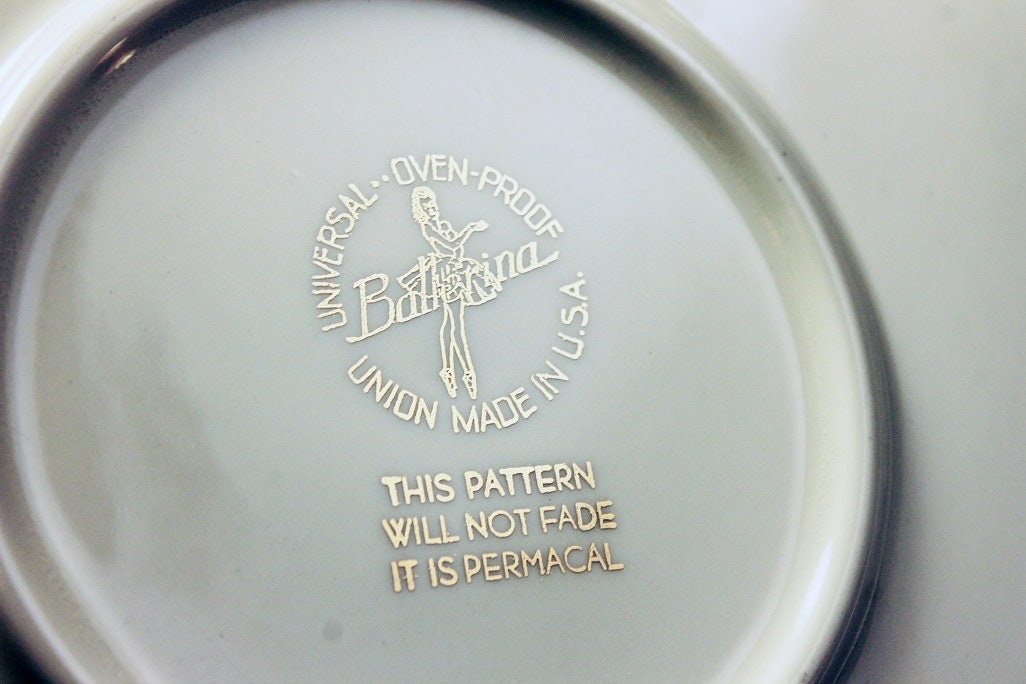 UNIVERSAL··OVEN-PROOF
Ballerina
UNION MADE IN U.S.A.
THIS PATTERN
WILL NOT FADE
IT IS PERMACAL